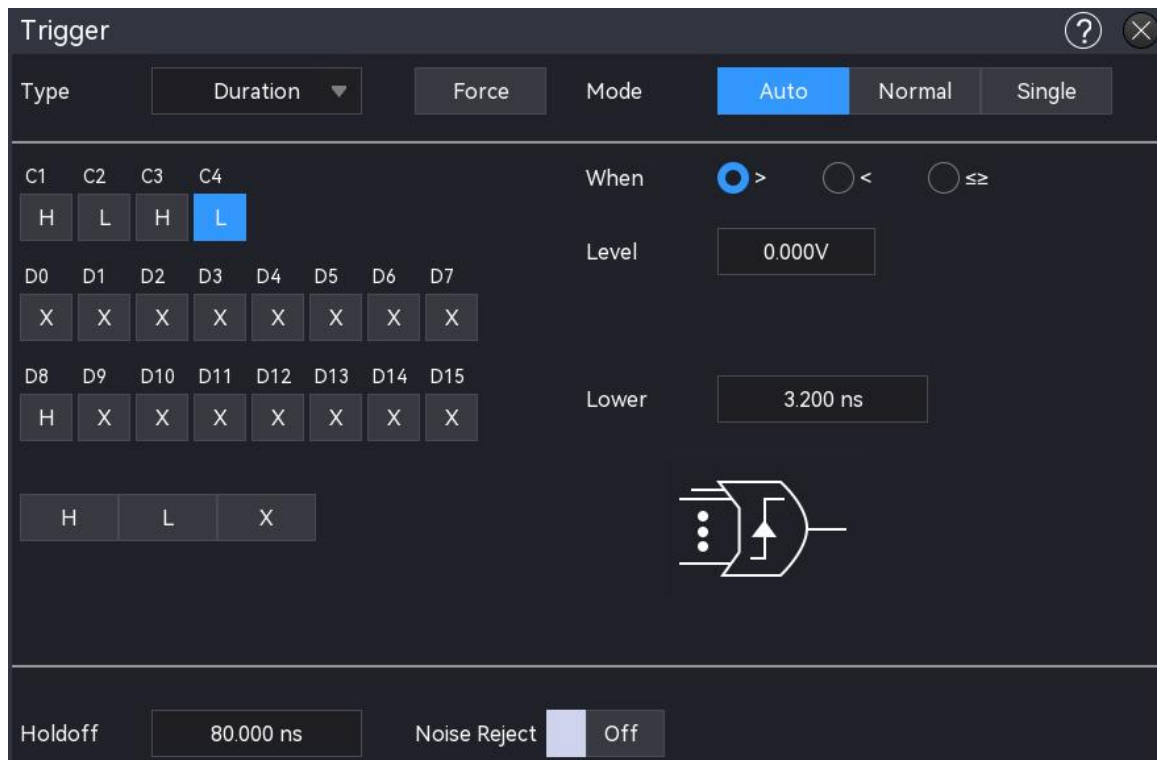 Trigger ?
Type Duration Force Mode Auto Normal Single
C1 C2 C3 C4 When > < ≤≥
H L H L
Level 0.000V
D0 D1 D2 D3 D4 D5 D6 D7
X X X X X X X X
D8 D9 D10 D11 D12 D13 D14 D15
H X X X X X X X
Lower 3.200 ns
H L X
Holdoff 80.000 ns Noise Reject Off